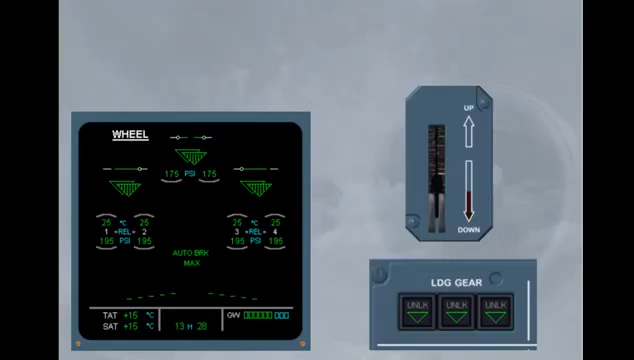 WHEEL
175 PSI 175
25 °C 25
1 REL 2
195 PSI 195
25 °C 25
3 REL 4
195 PSI 195
AUTO BRK
MAX
TAT +15 °C
SAT +15 °C
13 H 28
GW
UP
DOWN
LDG GEAR
UNLK UNLK UNLK